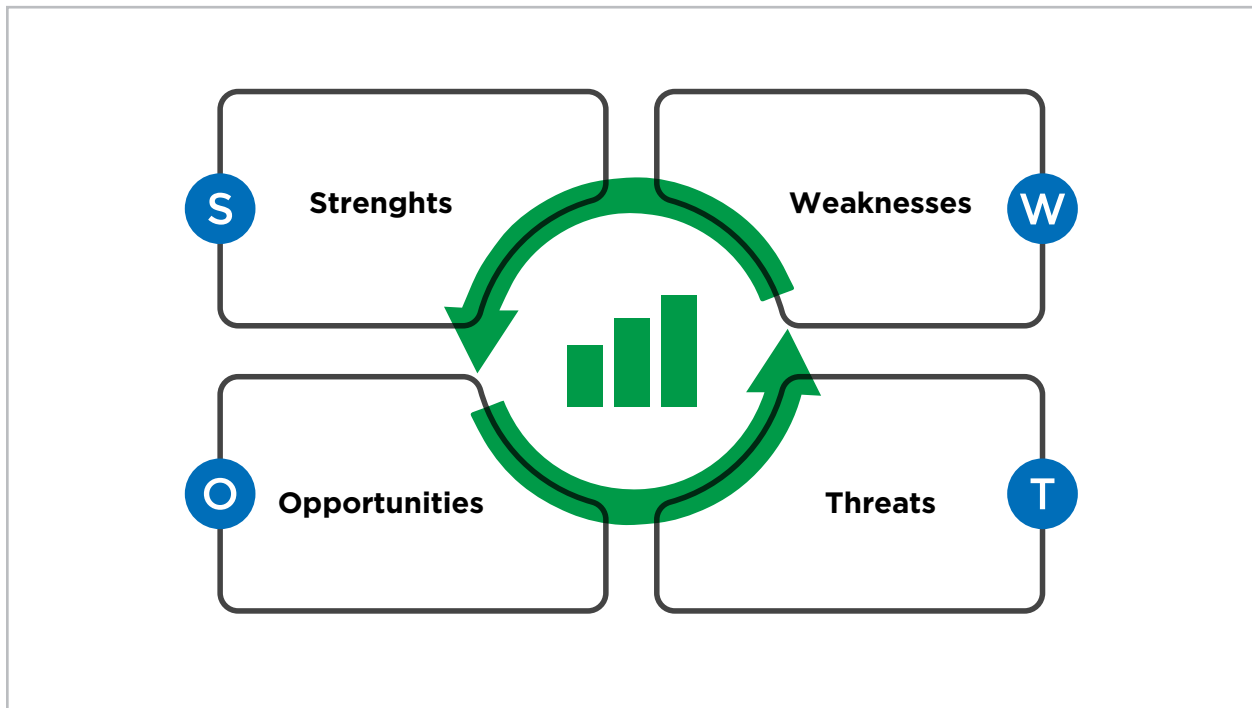 S
Strenghts
Weaknesses
W
O
Opportunities
Threats
T